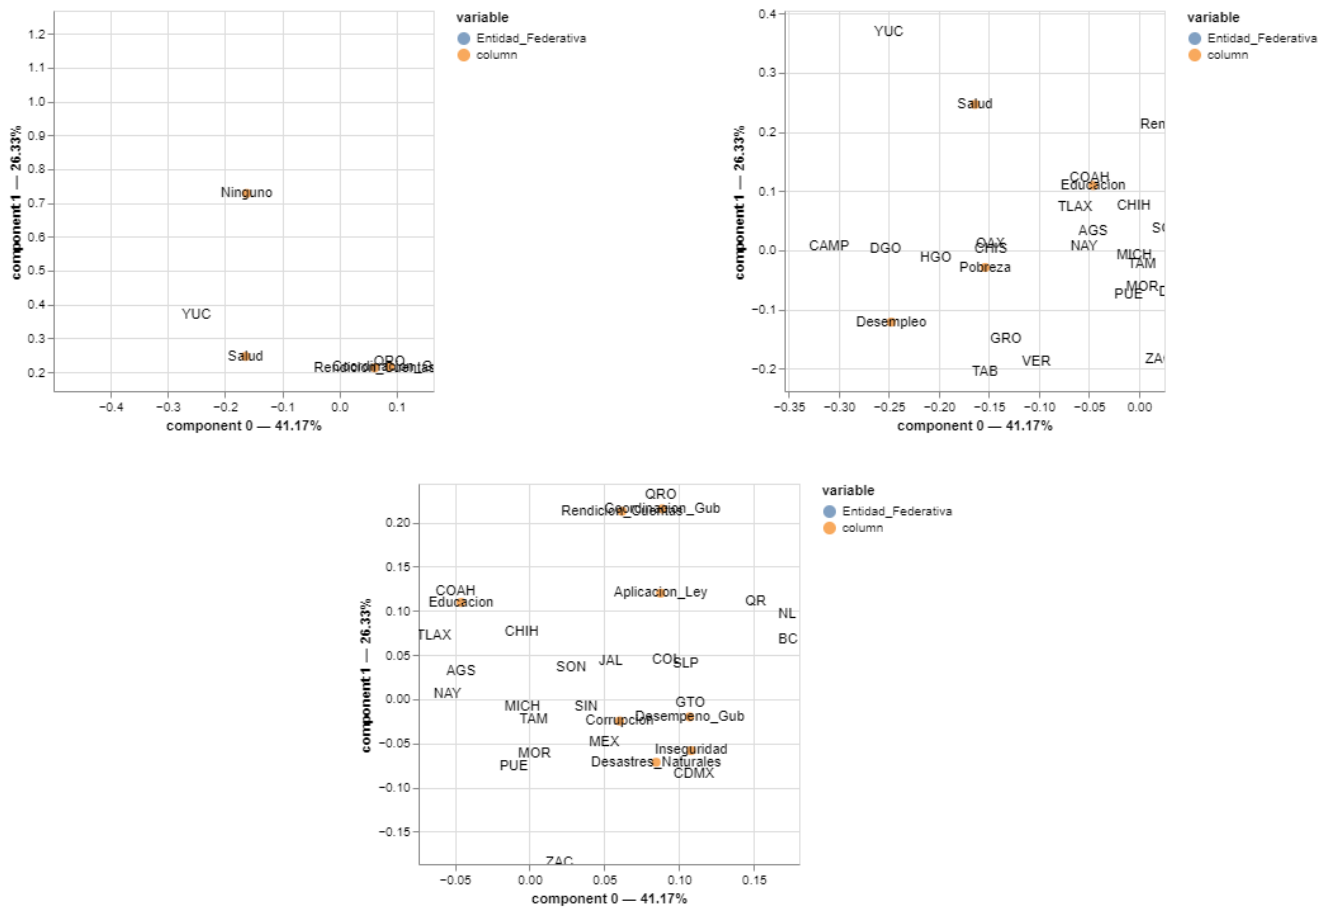 variable
Entidad_Federativa
column
1.2
1.1
1.0
0.9
0.8
0.7
0.6
0.5
0.4
0.3
0.2
Ninguno
YUC
Salud
QRO
Rendicion_Cuentas
−0.4
−0.3
−0.2
−0.1
0.0
0.1
component 0 — 41.17%
component 1 — 26.33%
variable
Entidad_Federativa
column
0.4
0.3
0.2
0.1
0.0
−0.1
−0.2
YUC
Salud
Ren
COAH
Educacion
TLAX
CHIH
AGS
SO
NAY
CAMP
DGO
OAX
CHIS
HGO
MICH
TAM
Pobreza
MOR
PUE
Desempleo
GRO
VER
ZA
TAB
−0.35
−0.30
−0.25
−0.20
−0.15
−0.10
−0.05
0.00
component 0 — 41.17%
component 1 — 26.33%
variable
Entidad_Federativa
column
0.20
0.15
0.10
0.05
0.00
−0.05
−0.10
−0.15
QRO
Coordinacion_Gub
Rendicion_Cuentas
COAH
Educacion
Aplicacion_Ley
QR
NL
TLAX
CHIH
BC
AGS
SON
JAL
COL
SLP
NAY
MICH
SIN
GTO
TAM
Corrupcion
Desempeno_Gub
MEX
MOR
Inseguridad
PUE
Desastres_Naturales
CDMX
ZAC
−0.05
0.00
0.05
0.10
0.15
component 0 — 41.17%
component 1 — 26.33%